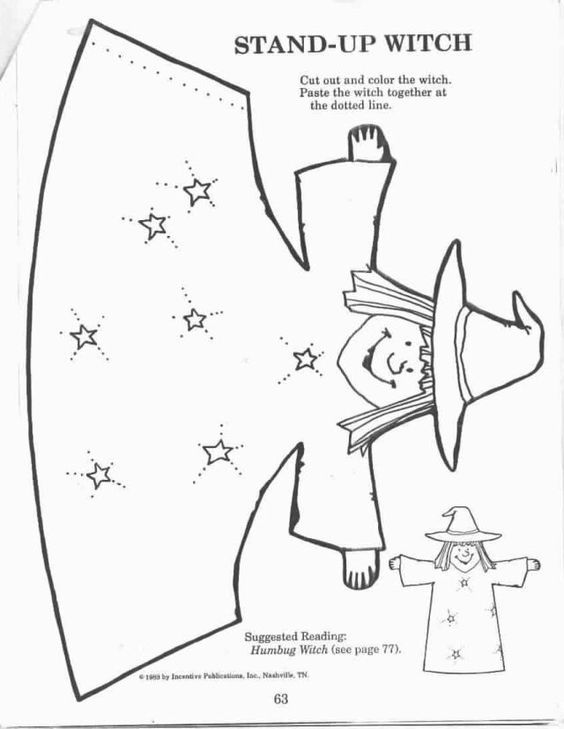 STAND-UP WITCH
Cut out and color the witch.
Paste the witch together at
the dotted line.
Suggested Reading:
Humbug Witch (see page 77).
© 1989 by Incentive Publications, Inc., Nashville, TN.
63